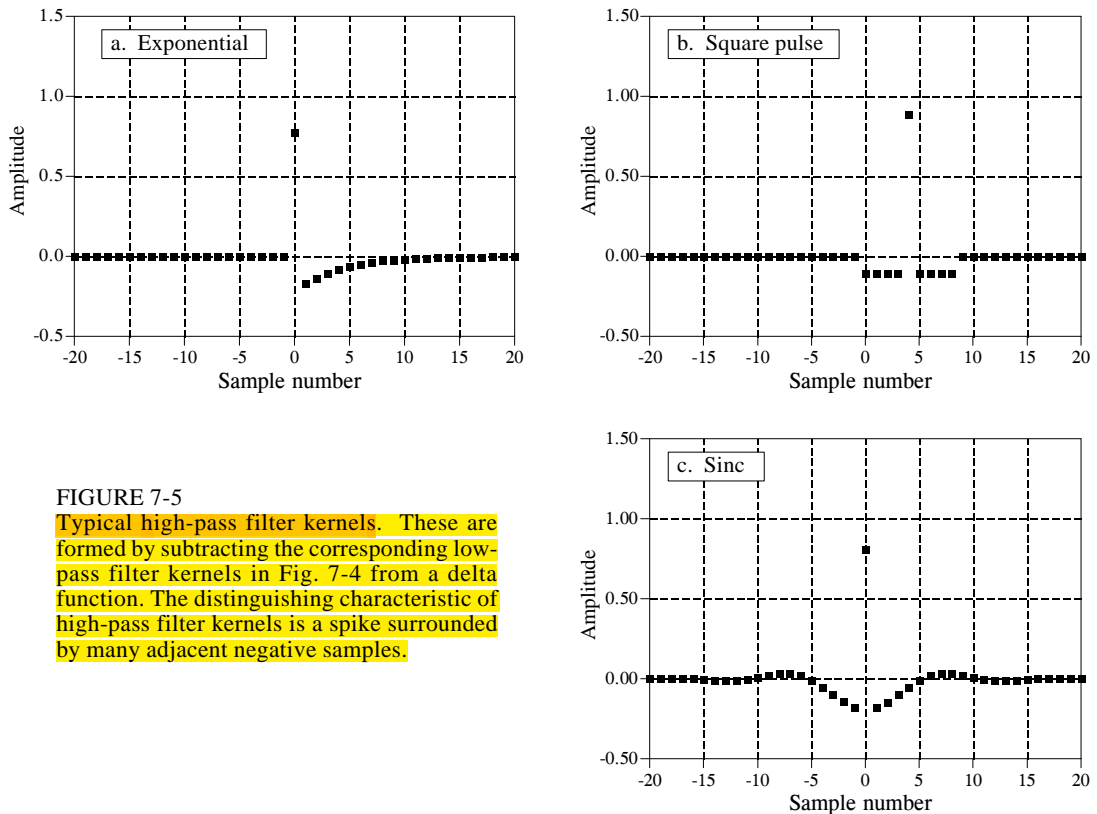 a. Exponential
1.5
1.0
0.5
0.0
-0.5
Amplitude
-20 -15 -10 -5 0 5 10 15 20
Sample number
b. Square pulse
1.50
1.00
0.50
0.00
-0.50
Amplitude
-20 -15 -10 -5 0 5 10 15 20
Sample number
FIGURE 7-5
Typical high-pass filter kernels. These are
formed by subtracting the corresponding low-
pass filter kernels in Fig. 7-4 from a delta
function. The distinguishing characteristic of
high-pass filter kernels is a spike surrounded
by many adjacent negative samples.
c. Sinc
1.50
1.00
0.50
0.00
-0.50
Amplitude
-20 -15 -10 -5 0 5 10 15 20
Sample number